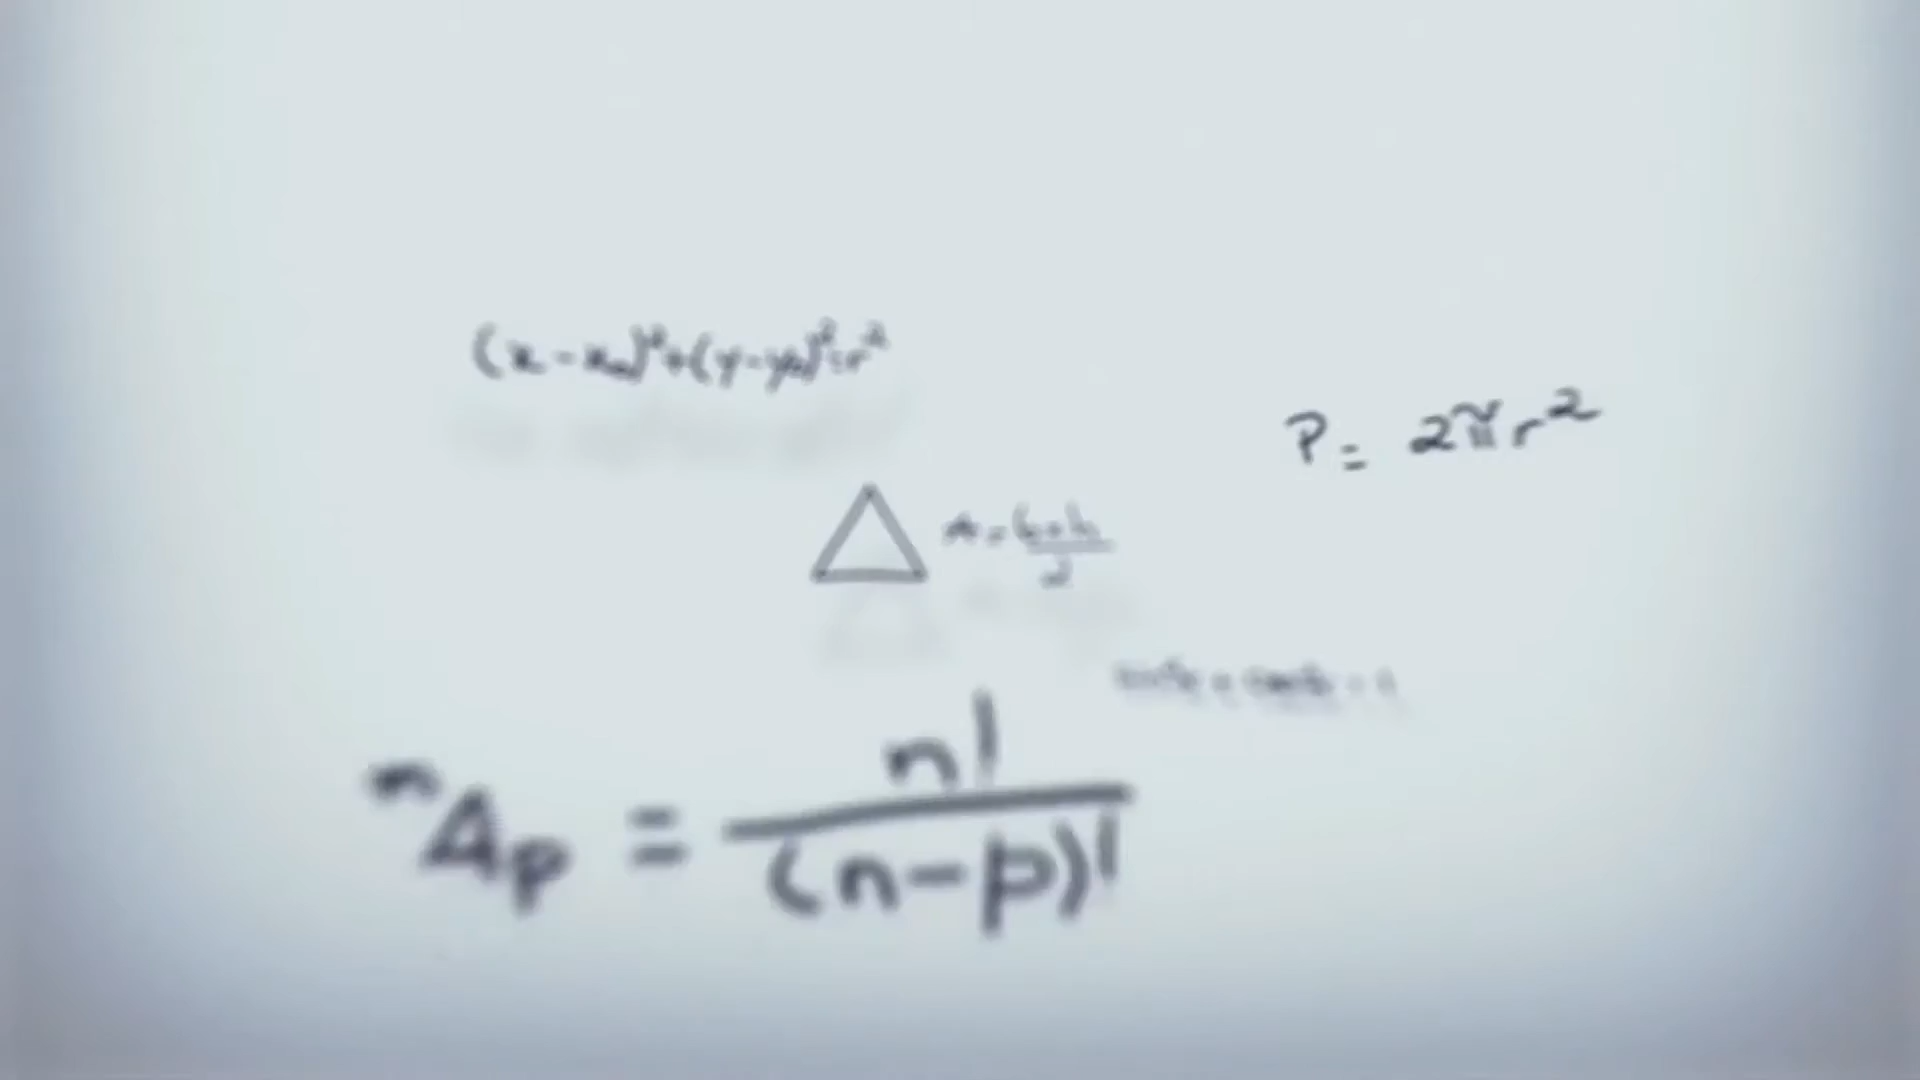 (x-x₀)²+(y-y₀)²=r²
P = 2πr²
A = b×h/2
ⁿAₚ = n!/(n-p)!